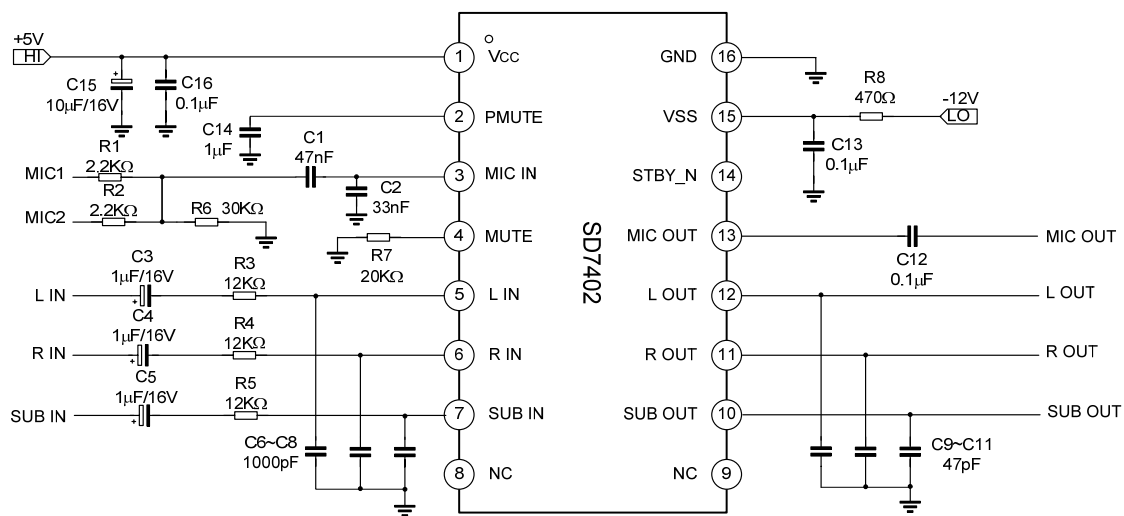 +5V
HI
C15
10μF/16V
C16
0.1μF
C14
1μF
R1
2.2KΩ
MIC1
R2
2.2KΩ
MIC2
R6 30KΩ
C1
47nF
C2
33nF
R7
20KΩ
C3
1μF/16V
R3
12KΩ
L IN
C4
1μF/16V
R4
12KΩ
R IN
C5
1μF/16V
R5
12KΩ
SUB IN
C6~C8
1000pF
1 VCC
2 PMUTE
3 MIC IN
4 MUTE
5 L IN
6 R IN
7 SUB IN
8 NC
SD7402
GND 16
VSS 15
STBY_N 14
MIC OUT 13
L OUT 12
R OUT 11
SUB OUT 10
NC 9
R8
470Ω
-12V
LO
C13
0.1μF
C12
0.1μF
MIC OUT
L OUT
R OUT
SUB OUT
C9~C11
47pF